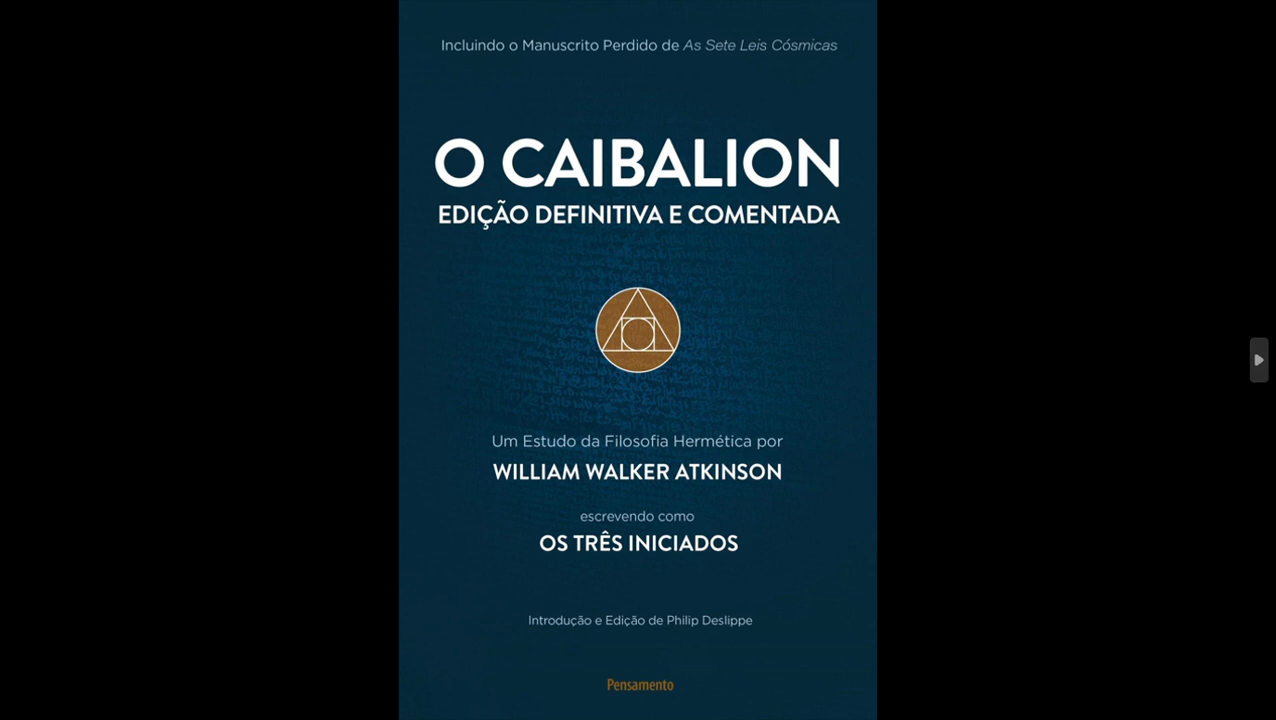 Incluindo o Manuscrito Perdido de As Sete Leis Cósmicas
O CAIBALION
EDIÇÃO DEFINITIVA E COMENTADA
Um Estudo da Filosofia Hermética por
WILLIAM WALKER ATKINSON
escrevendo como
OS TRÊS INICIADOS
Introdução e Edição de Philip Deslippe
Pensamento